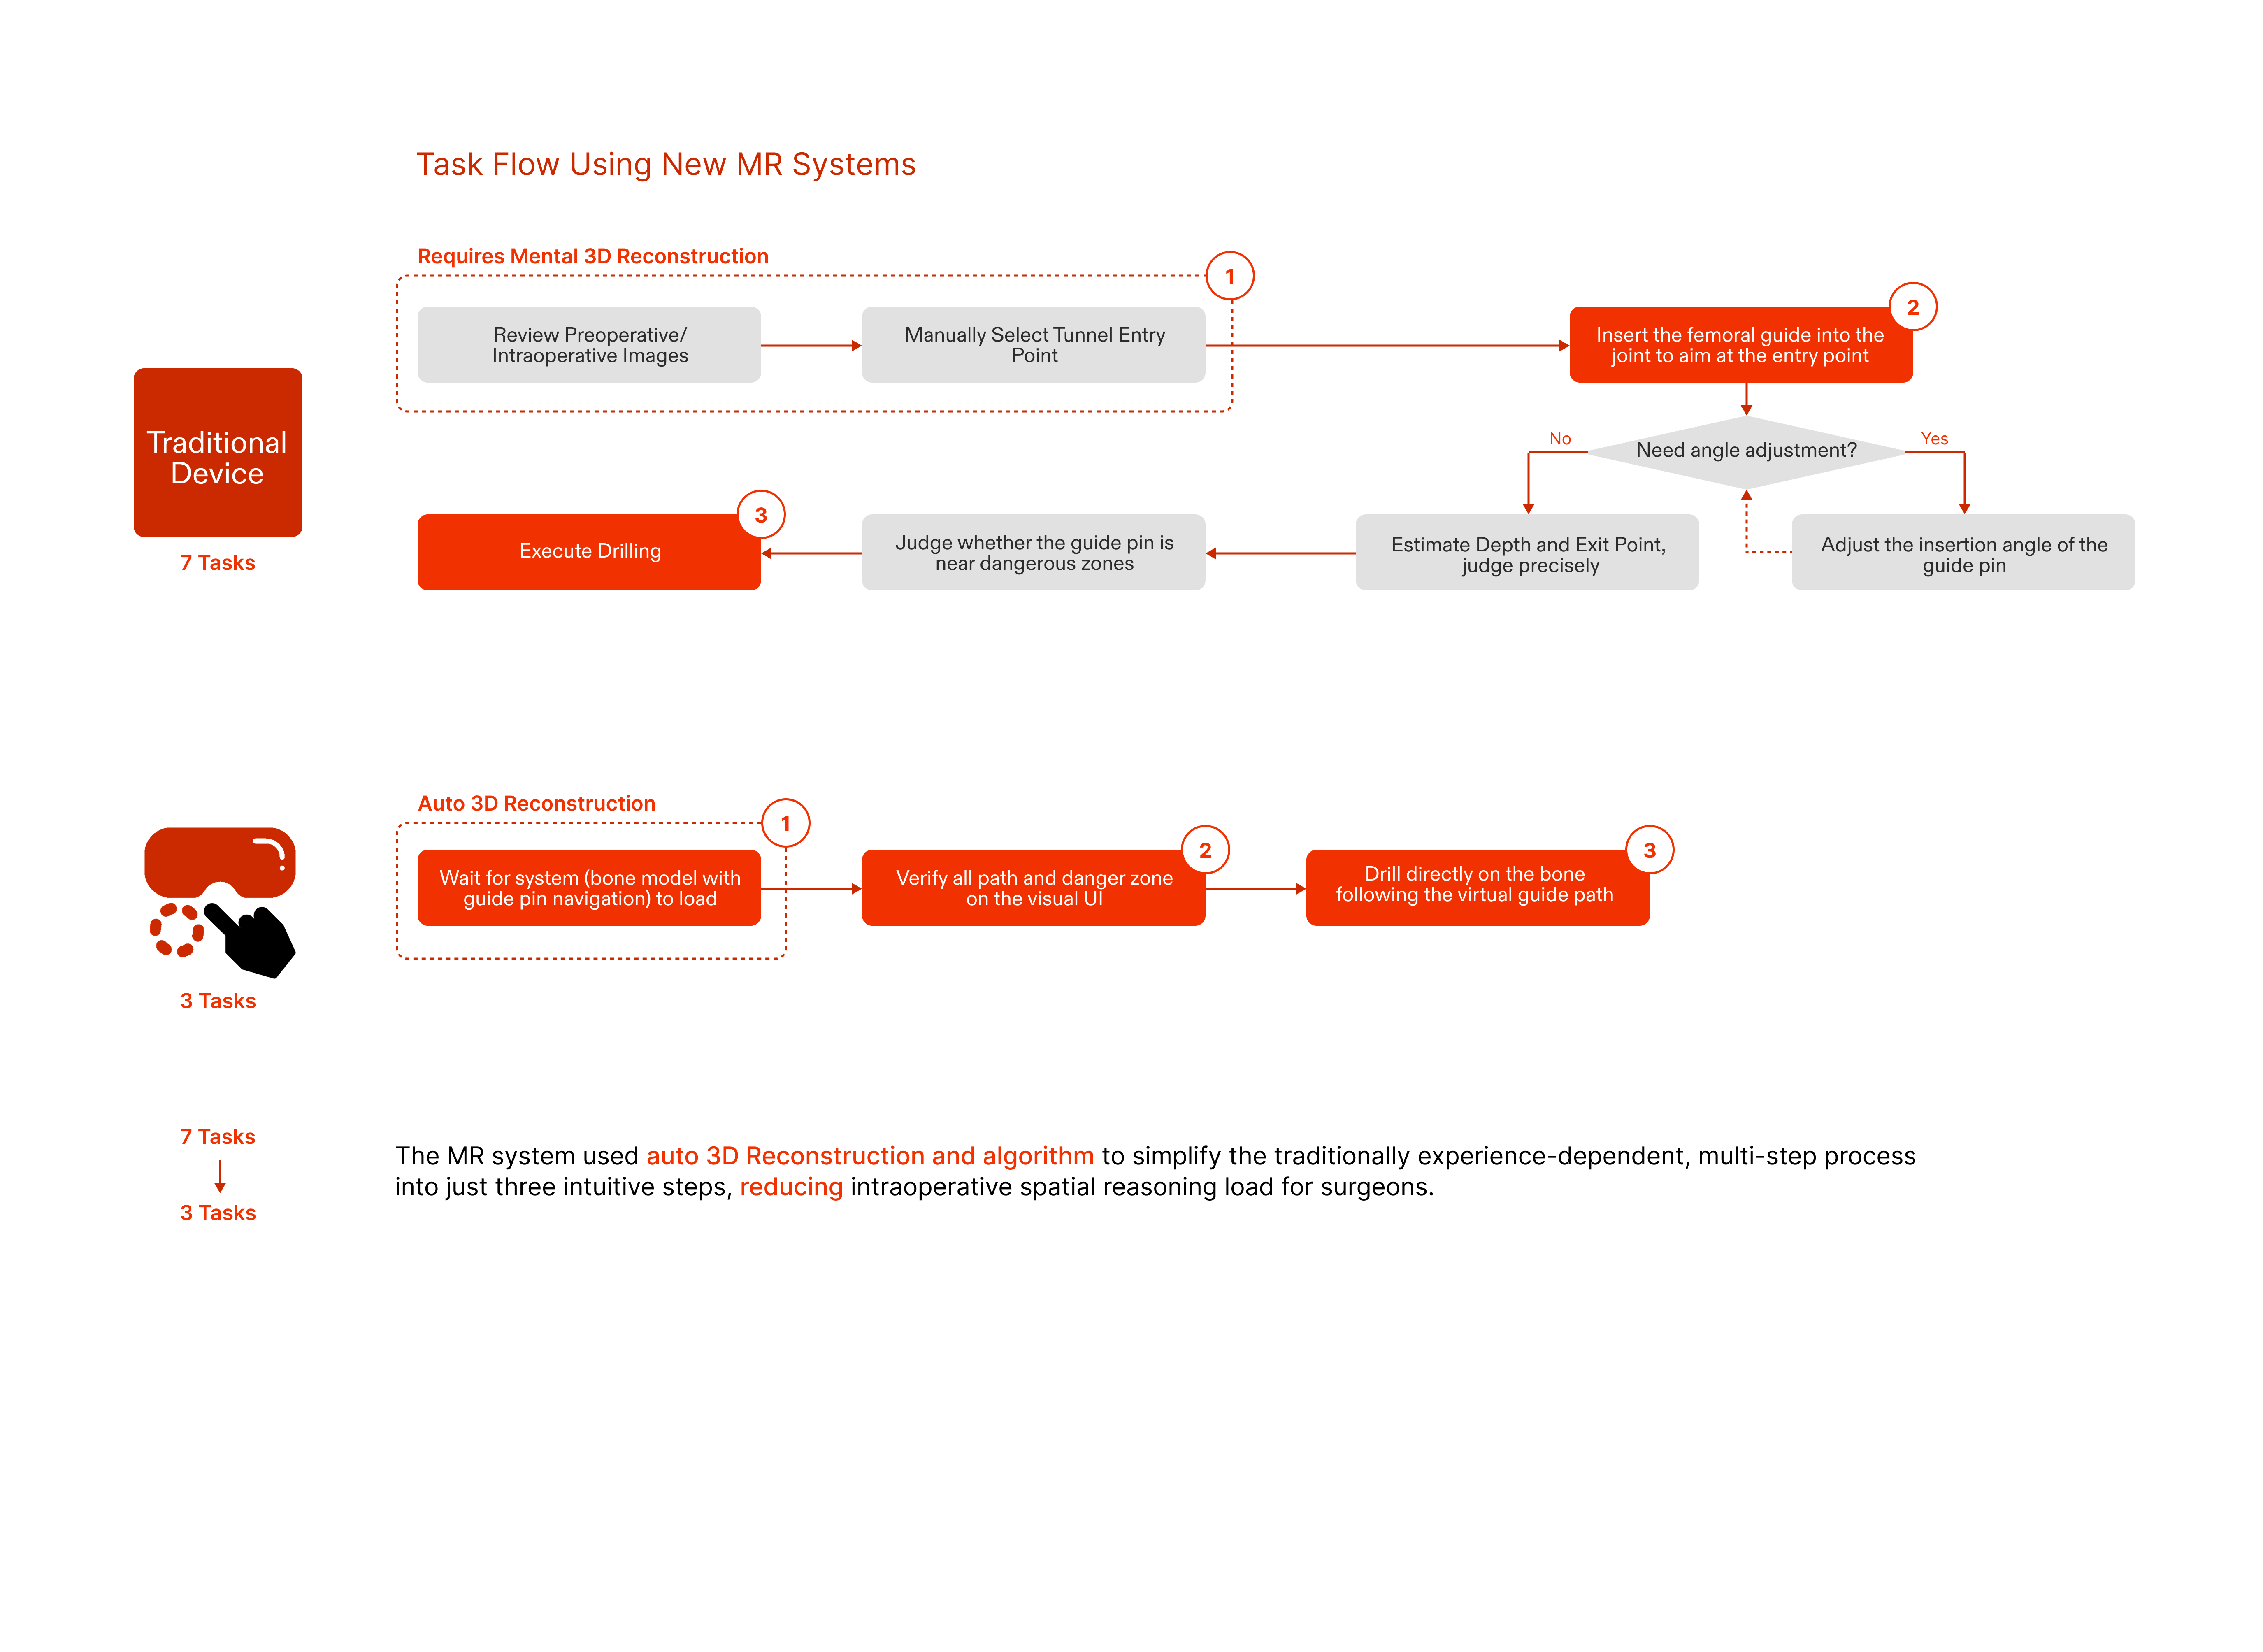 Task Flow Using New MR Systems
Requires Mental 3D Reconstruction
1
Review Preoperative/
Intraoperative Images
Manually Select Tunnel Entry
Point
2
Insert the femoral guide into the
joint to aim at the entry point
Traditional
Device
7 Tasks
No
Need angle adjustment?
Yes
3
Execute Drilling
Judge whether the guide pin is
near dangerous zones
Estimate Depth and Exit Point,
judge precisely
Adjust the insertion angle of the
guide pin
Auto 3D Reconstruction
1
Wait for system (bone model with
guide pin navigation) to load
2
Verify all path and danger zone
on the visual UI
3
Drill directly on the bone
following the virtual guide path
3 Tasks
7 Tasks
3 Tasks
The MR system used auto 3D Reconstruction and algorithm to simplify the traditionally experience-dependent, multi-step process
into just three intuitive steps, reducing intraoperative spatial reasoning load for surgeons.